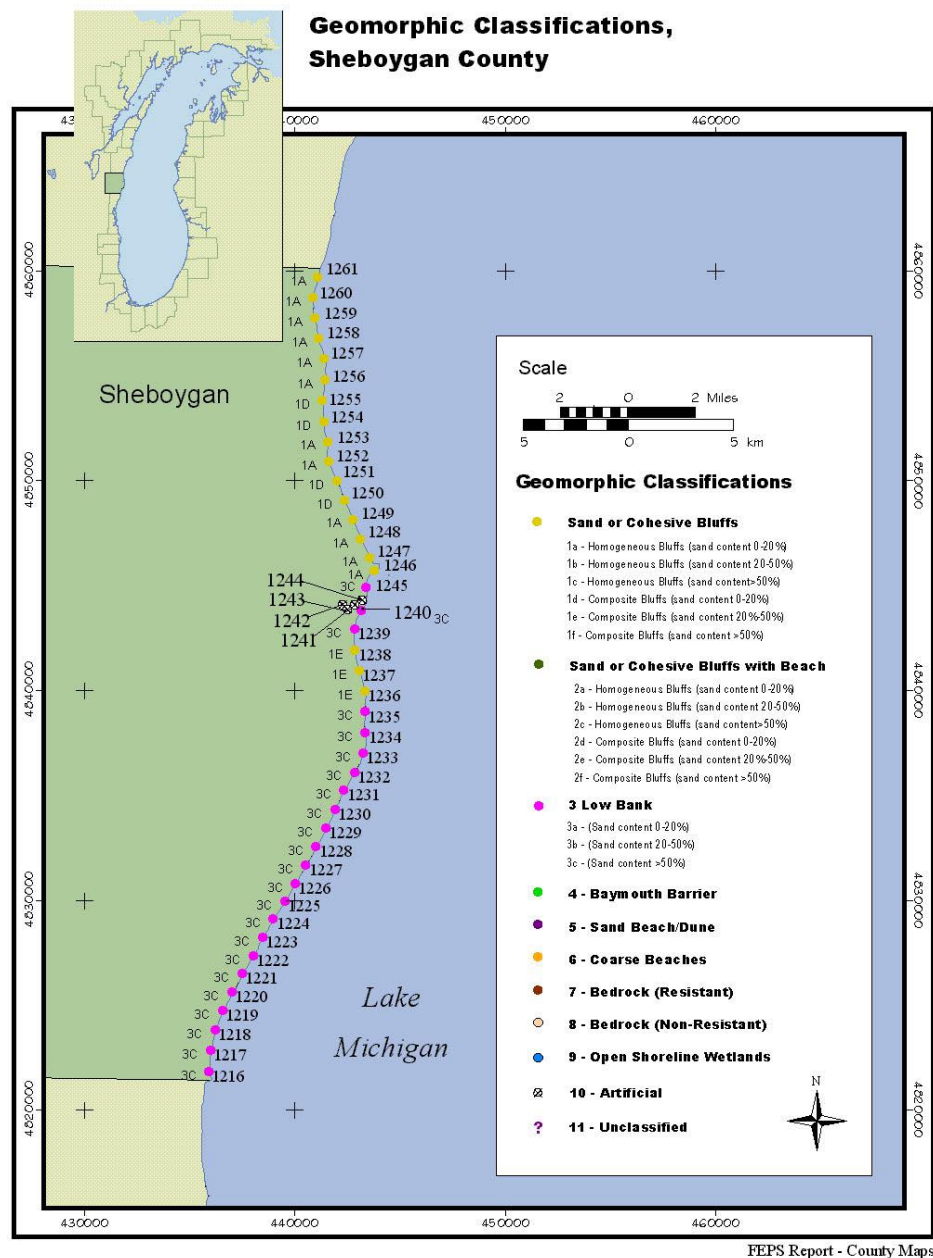 Geomorphic Classifications,
Sheboygan County
440000 450000 460000
4860000 4860000
1261
1A
1260
1A
1259
1A
1258
1A
1257
1A
1256
1A
Sheboygan
1255
1D
1254
1D
1253
1A
1252
1A
1251
1D
4850000 4850000
1250
1D
1249
1A
1248
1A
1247
1A
1246
1A
1245
3C
1244
1243
1242
1241
1240 3C
1239
3C
1238
1E
1237
1E
1236
1E
4840000 4840000
1235
3C
1234
3C
1233
3C
1232
3C
1231
3C
1230
3C
1229
3C
1228
3C
1227
3C
1226
3C
1225
3C
4830000 4830000
1224
3C
1223
3C
1222
3C
1221
3C
1220
3C
1219
3C
1218
3C
1217
3C
1216
3C
4820000 4820000
Lake
Michigan
Scale
2 0 2 Miles
5 0 5 km
Geomorphic Classifications
Sand or Cohesive Bluffs
1a - Homogeneous Bluffs (sand content 0-20%)
1b - Homogeneous Bluffs (sand content 20-50%)
1c - Homogeneous Bluffs (sand content>50%)
1d - Composite Bluffs (sand content 0-20%)
1e - Composite Bluffs (sand content 20%-50%)
1f - Composite Bluffs (sand content >50%)
Sand or Cohesive Bluffs with Beach
2a - Homogeneous Bluffs (sand content 0-20%)
2b - Homogeneous Bluffs (sand content 20-50%)
2c - Homogeneous Bluffs (sand content>50%)
2d - Composite Bluffs (sand content 0-20%)
2e - Composite Bluffs (sand content 20%-50%)
2f - Composite Bluffs (sand content >50%)
3 Low Bank
3a - (Sand content 0-20%)
3b - (Sand content 20-50%)
3c - (Sand content >50%)
4 - Baymouth Barrier
5 - Sand Beach/Dune
6 - Coarse Beaches
7 - Bedrock (Resistant)
8 - Bedrock (Non-Resistant)
9 - Open Shoreline Wetlands
10 - Artificial
? 11 - Unclassified
N
430000 440000 450000 460000
FEPS Report - County Maps